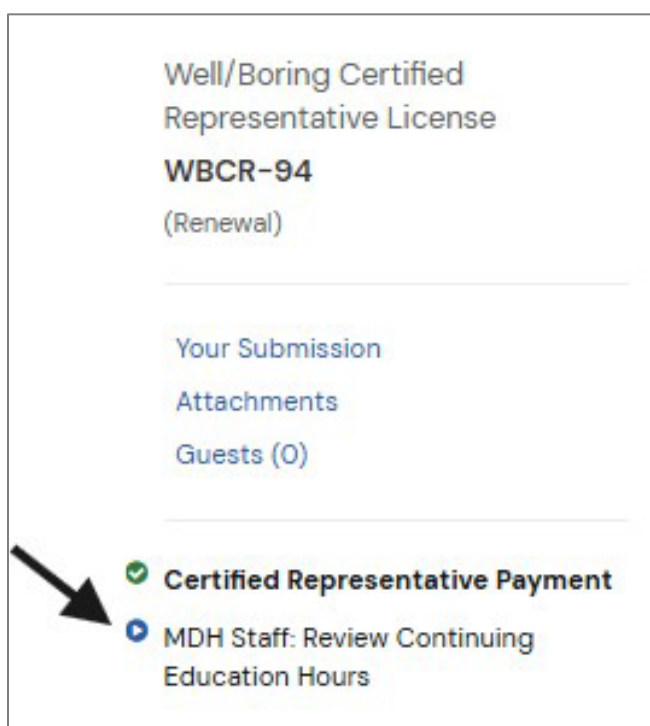 Well/Boring Certified
Representative License
WBCR-94
(Renewal)
Your Submission
Attachments
Guests (0)
Certified Representative Payment
MDH Staff: Review Continuing
Education Hours